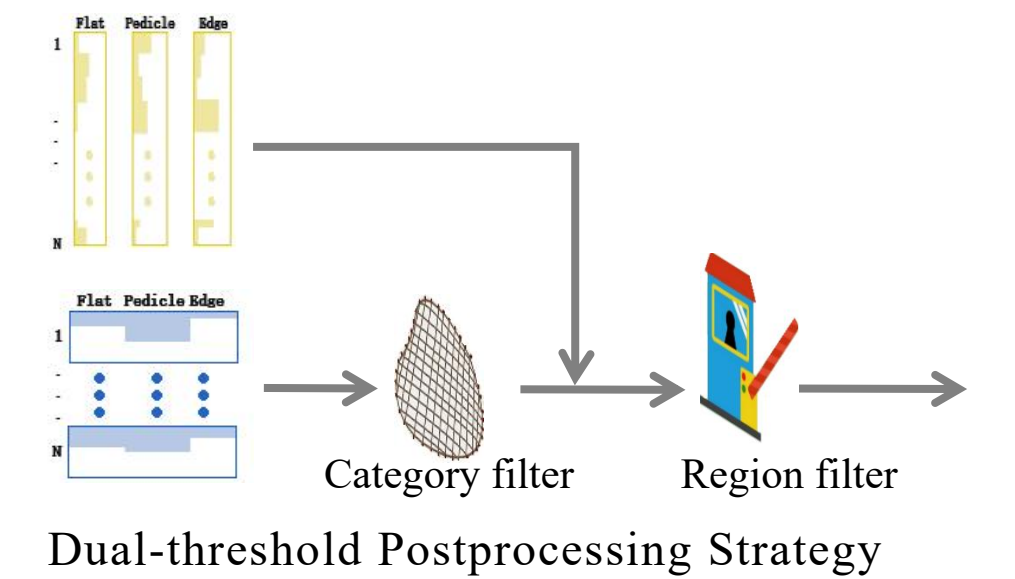 Flat Pedicle Edge
1
-
-
-
N
Flat Pedicle Edge
1
-
-
-
N
Category filter
Region filter
Dual-threshold Postprocessing Strategy